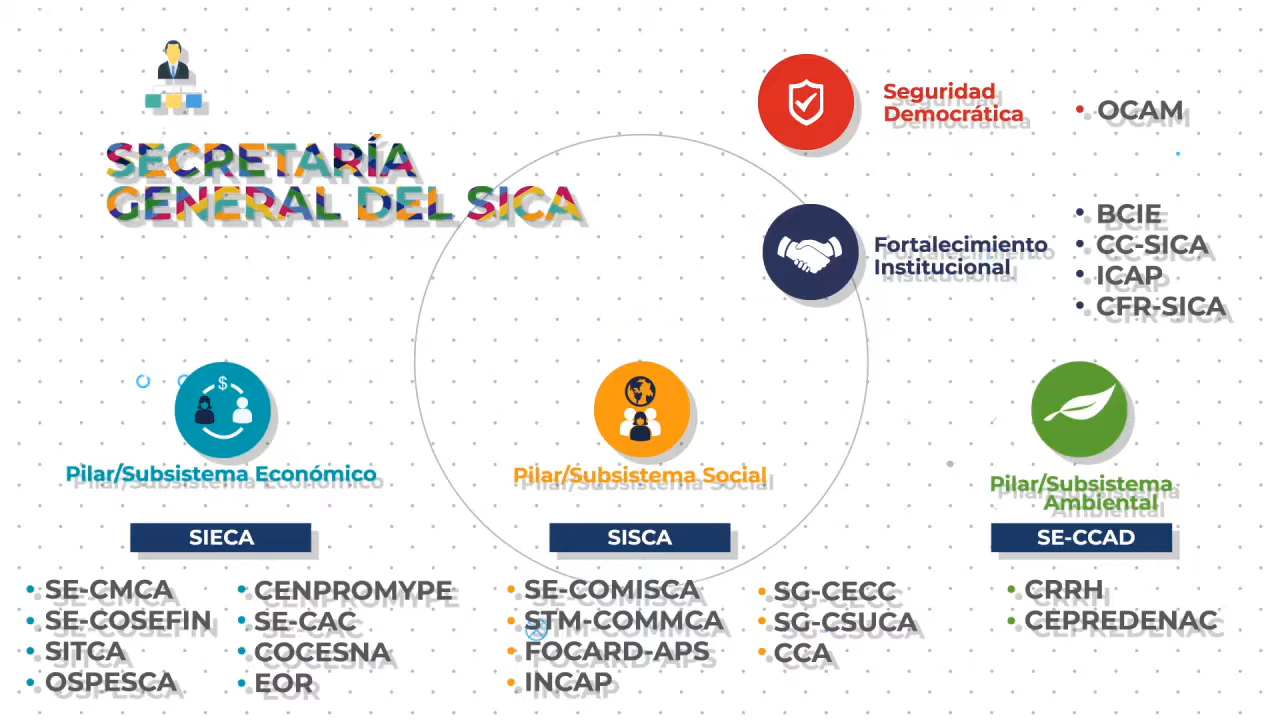 SECRETARÍA
GENERAL DEL SICA
Seguridad
Democrática
• OCAM
Fortalecimiento
Institucional
• BCIE
• CC-SICA
• ICAP
• CFR-SICA
$
Pilar/Subsistema Económico
SIECA
• SE-CMCA
• SE-COSEFIN
• SITCA
• OSPESCA
• CENPROMYPE
• SE-CAC
• COCESNA
• EOR
Pilar/Subsistema Social
SISCA
• SE-COMISCA
• STM-COMMCA
• FOCARD-APS
• INCAP
• SG-CECC
• SG-CSUCA
• CCA
Pilar/Subsistema
Ambiental
SE-CCAD
• CRRH
• CEPREDENAC